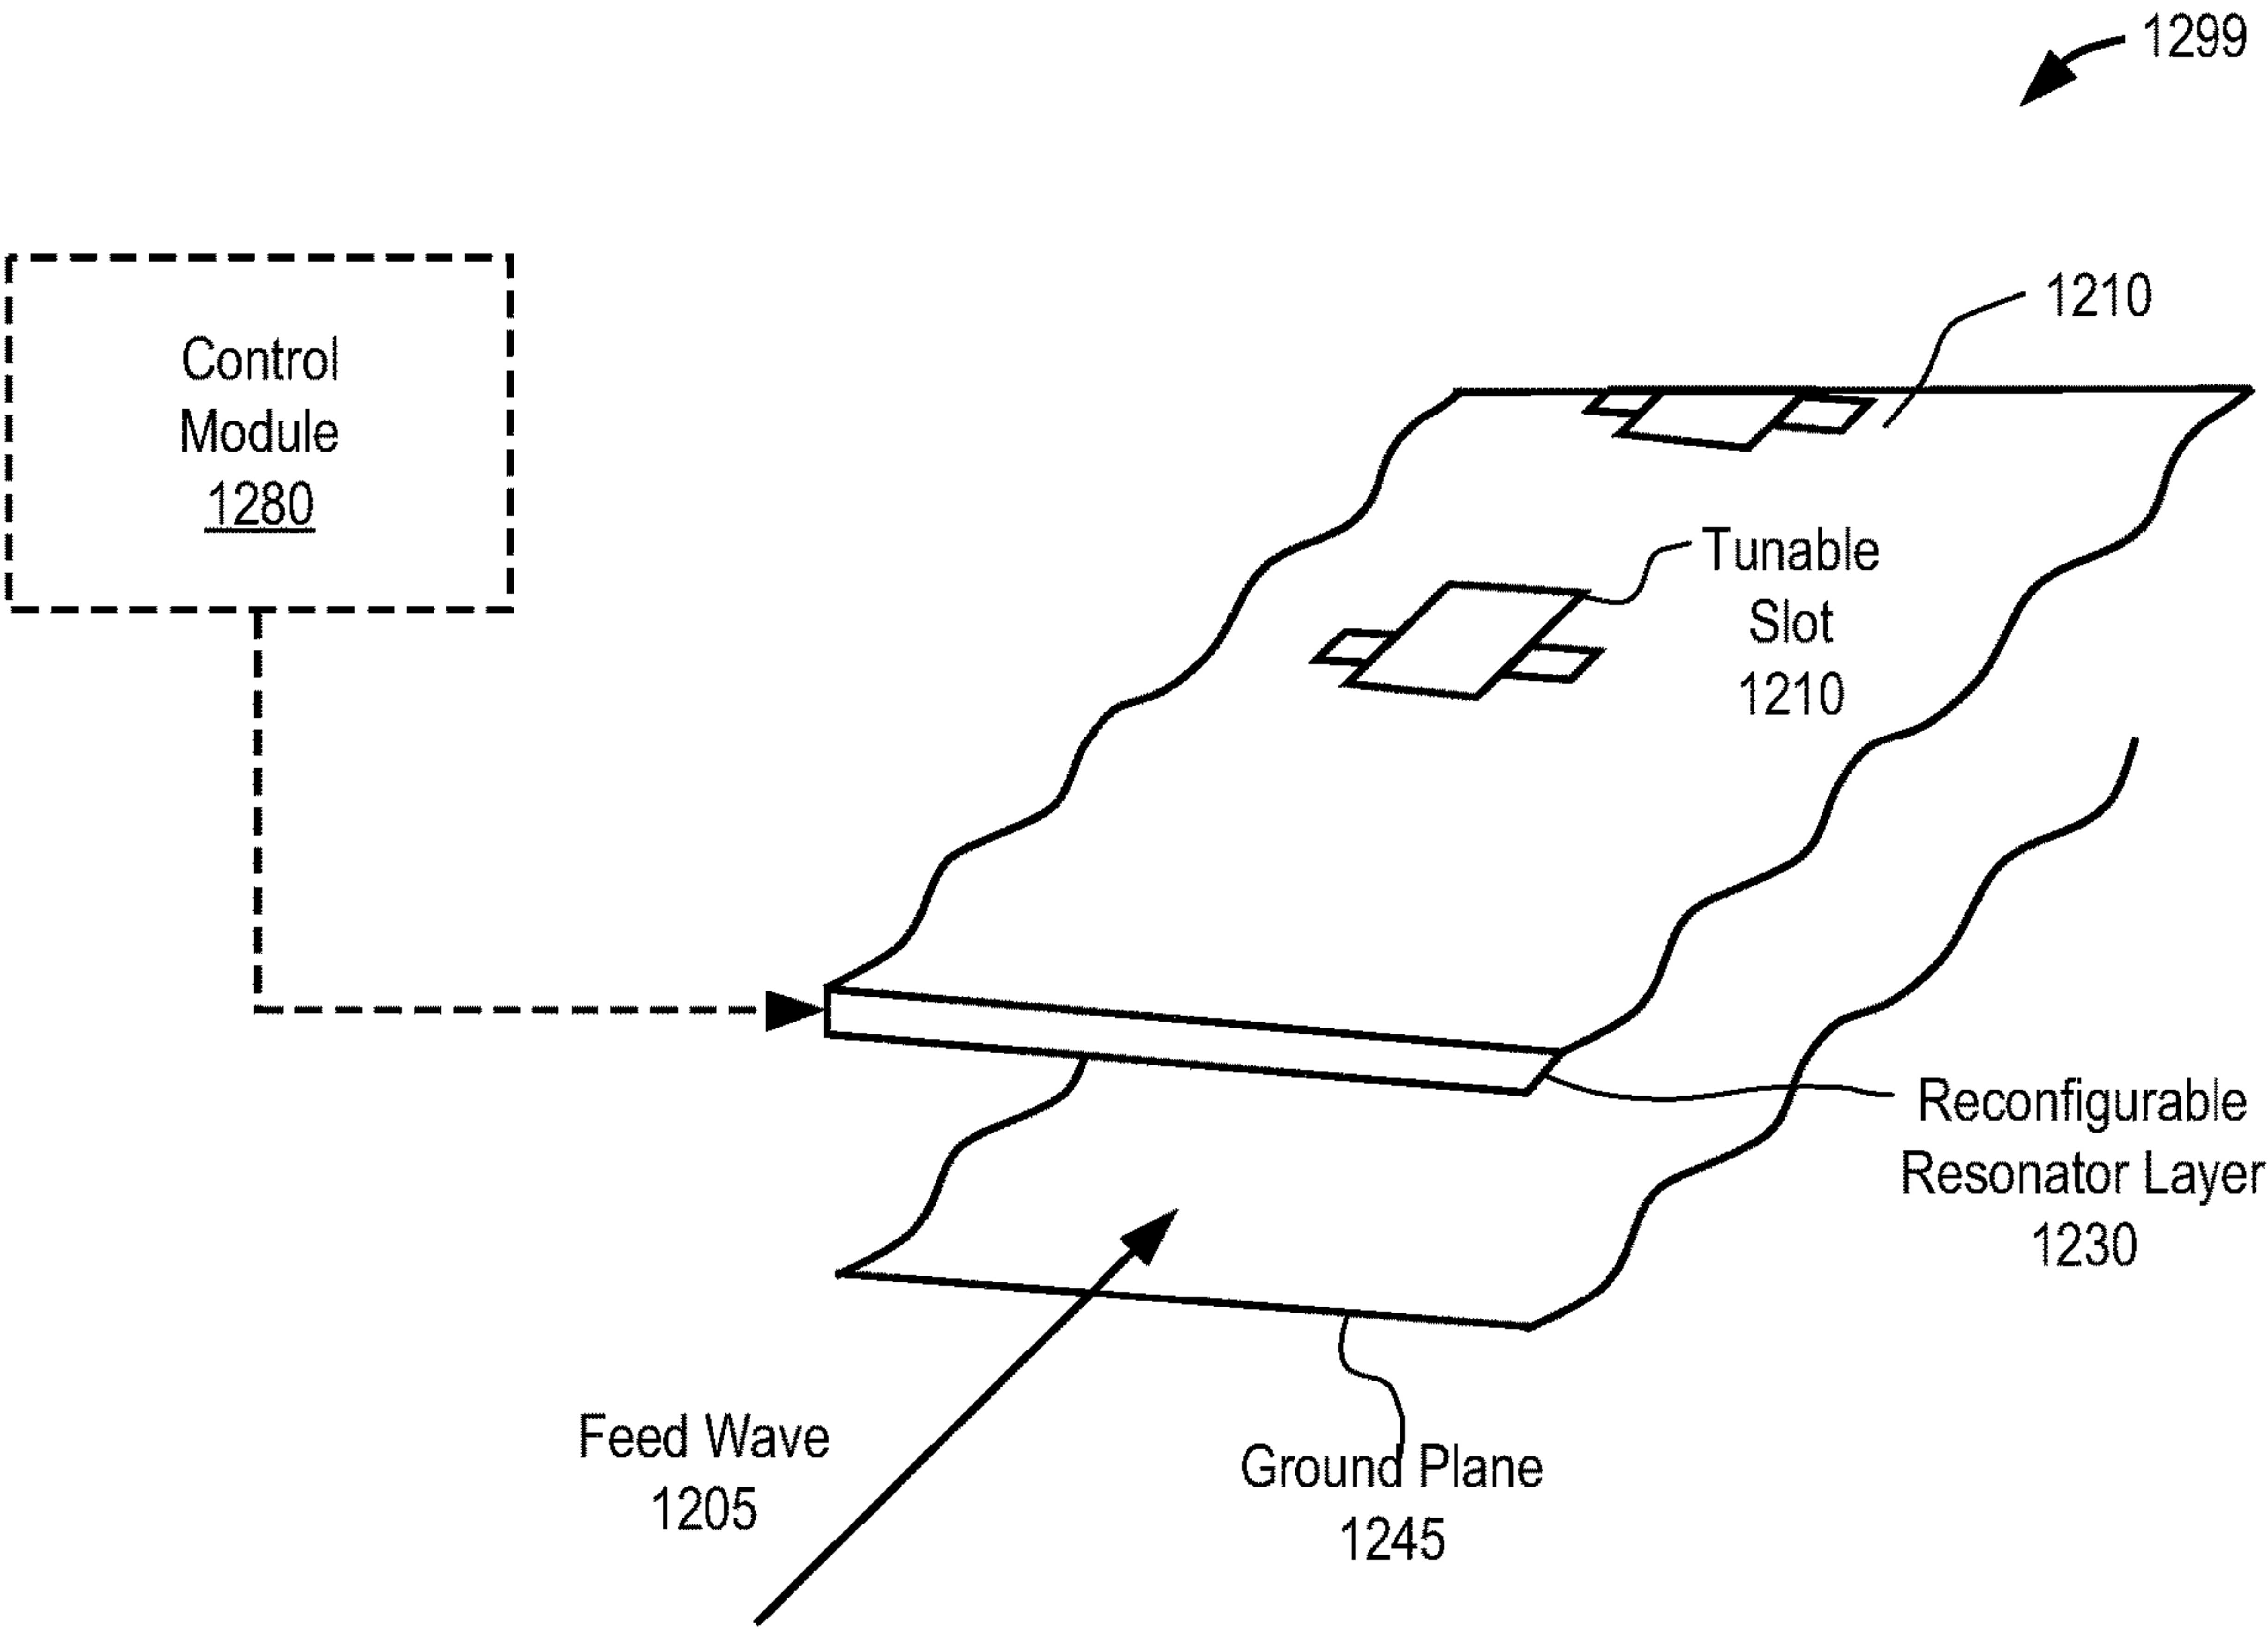 1299
1210
Control
Module
1280
Tunable
Slot
1210
Reconfigurable
Resonator Layer
1230
Feed Wave
1205
Ground Plane
1245